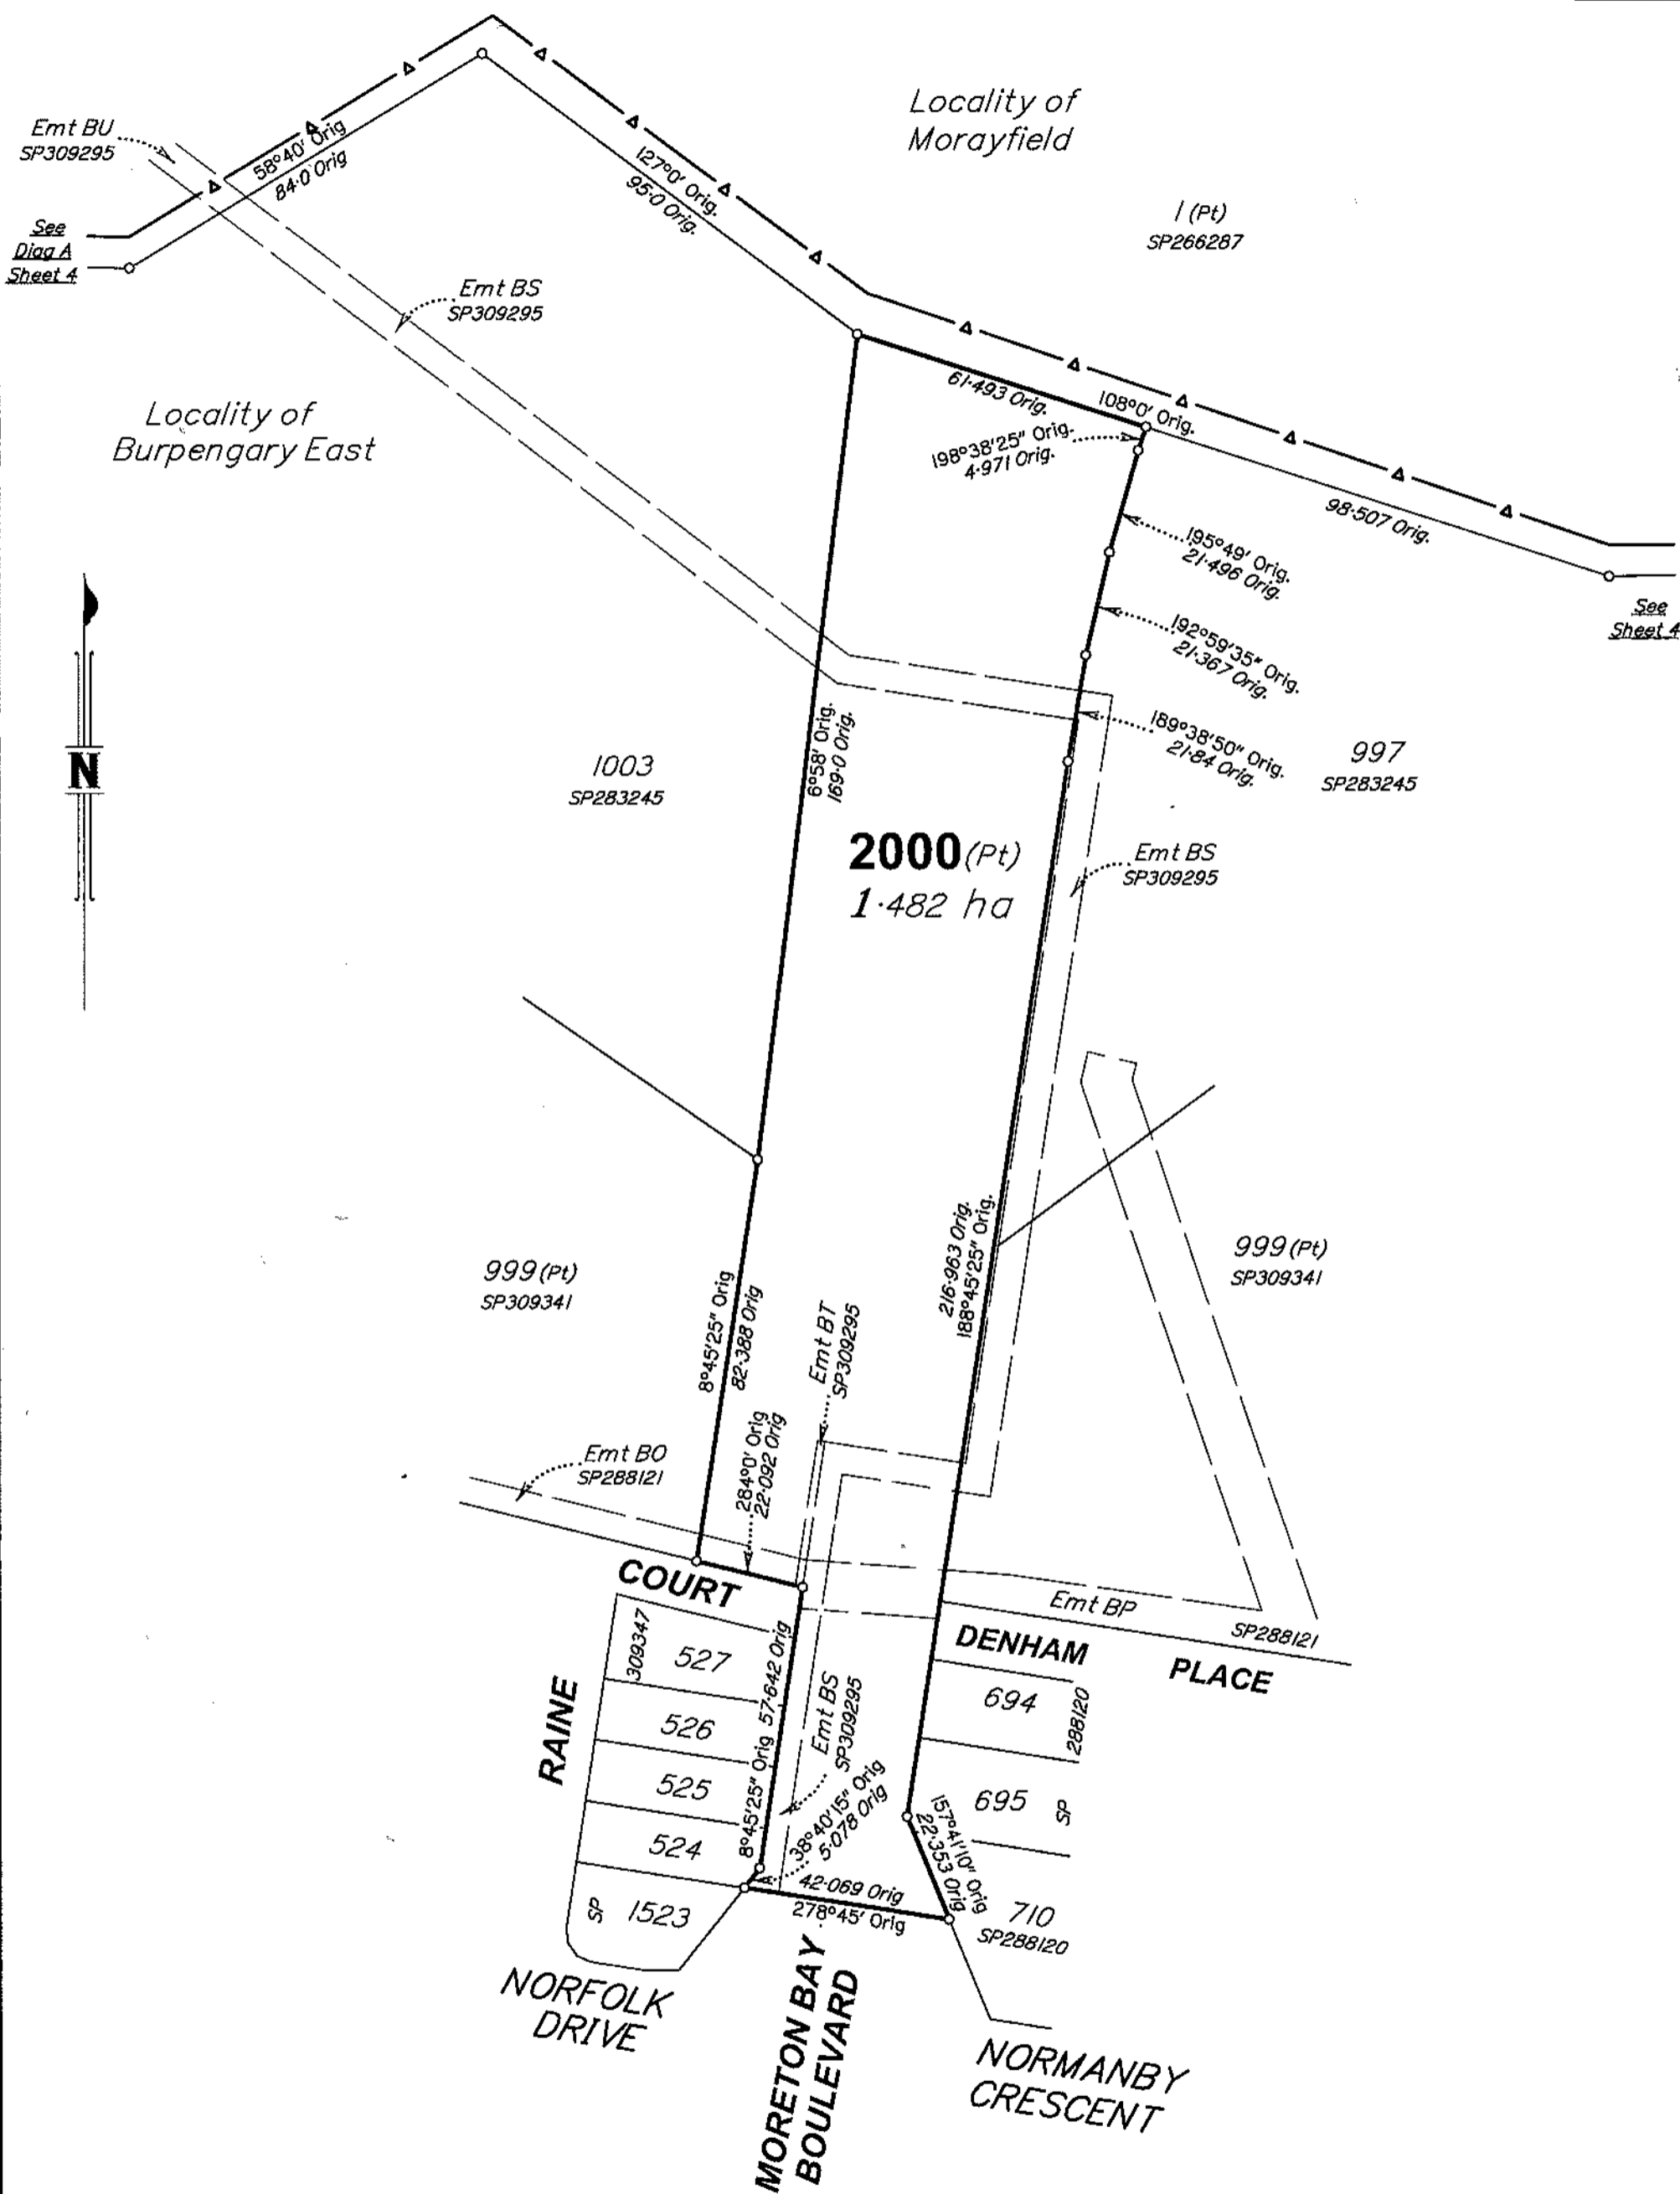 Locality of
Morayfield
Emt BU
SP309295
58°40' Orig
84·0 Orig
127°0' Orig.
95·0 Orig.
1 (Pt)
SP266287
See
Diag A
Sheet 4
Emt BS
SP309295
61·493 Orig.
108°0' Orig.
Locality of
Burpengary East
198°38'25" Orig.
4·971 Orig.
98·507 Orig.
195°49' Orig.
21·496 Orig.
See
Sheet 4
192°59'35" Orig.
21·367 Orig.
6°58' Orig.
169·0 Orig.
189°38'50" Orig.
21·84 Orig.
N
1003
SP283245
997
SP283245
2000 (Pt)
1·482 ha
Emt BS
SP309295
216·963 Orig.
188°45'25" Orig.
999 (Pt)
SP309341
999 (Pt)
SP309341
8°45'25" Orig
82·388 Orig
Emt BT
SP309295
284°0' Orig
22·092 Orig
Emt BO
SP288121
COURT
Emt BP
SP288121
DENHAM PLACE
309347
527
526
525
524
SP 1523
RAINE
8°45'25" Orig 57·642 Orig
Emt BS
SP309295
38°40'15" Orig
5·078 Orig
694
288120
695 SP
157°41'10" Orig
22·353 Orig
42·069 Orig
278°45' Orig
710
SP288120
NORFOLK
DRIVE
MORETON BAY
BOULEVARD
NORMANBY
CRESCENT